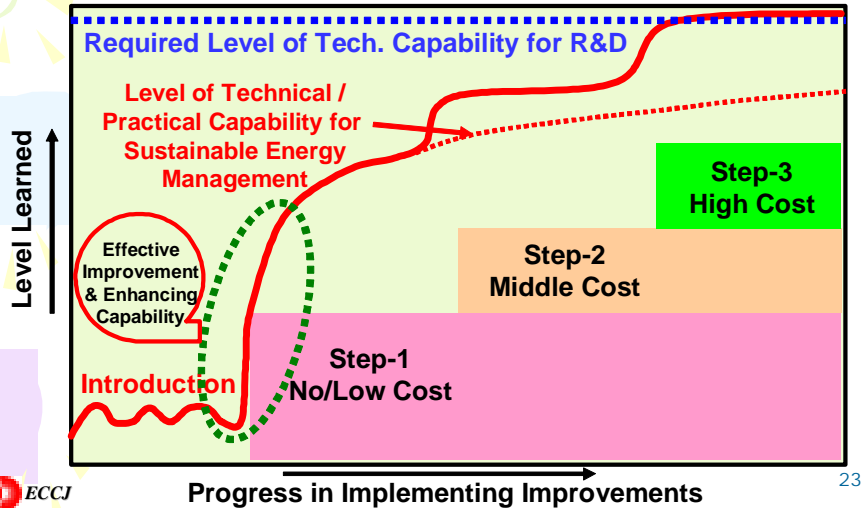 Required Level of Tech. Capability for R&D
Level of Technical /
Practical Capability for
Sustainable Energy
Management
Step-3
High Cost
Step-2
Middle Cost
Effective
Improvement
& Enhancing
Capability
Step-1
No/Low Cost
Introduction
Level Learned
Progress in Implementing Improvements
ECCJ
23